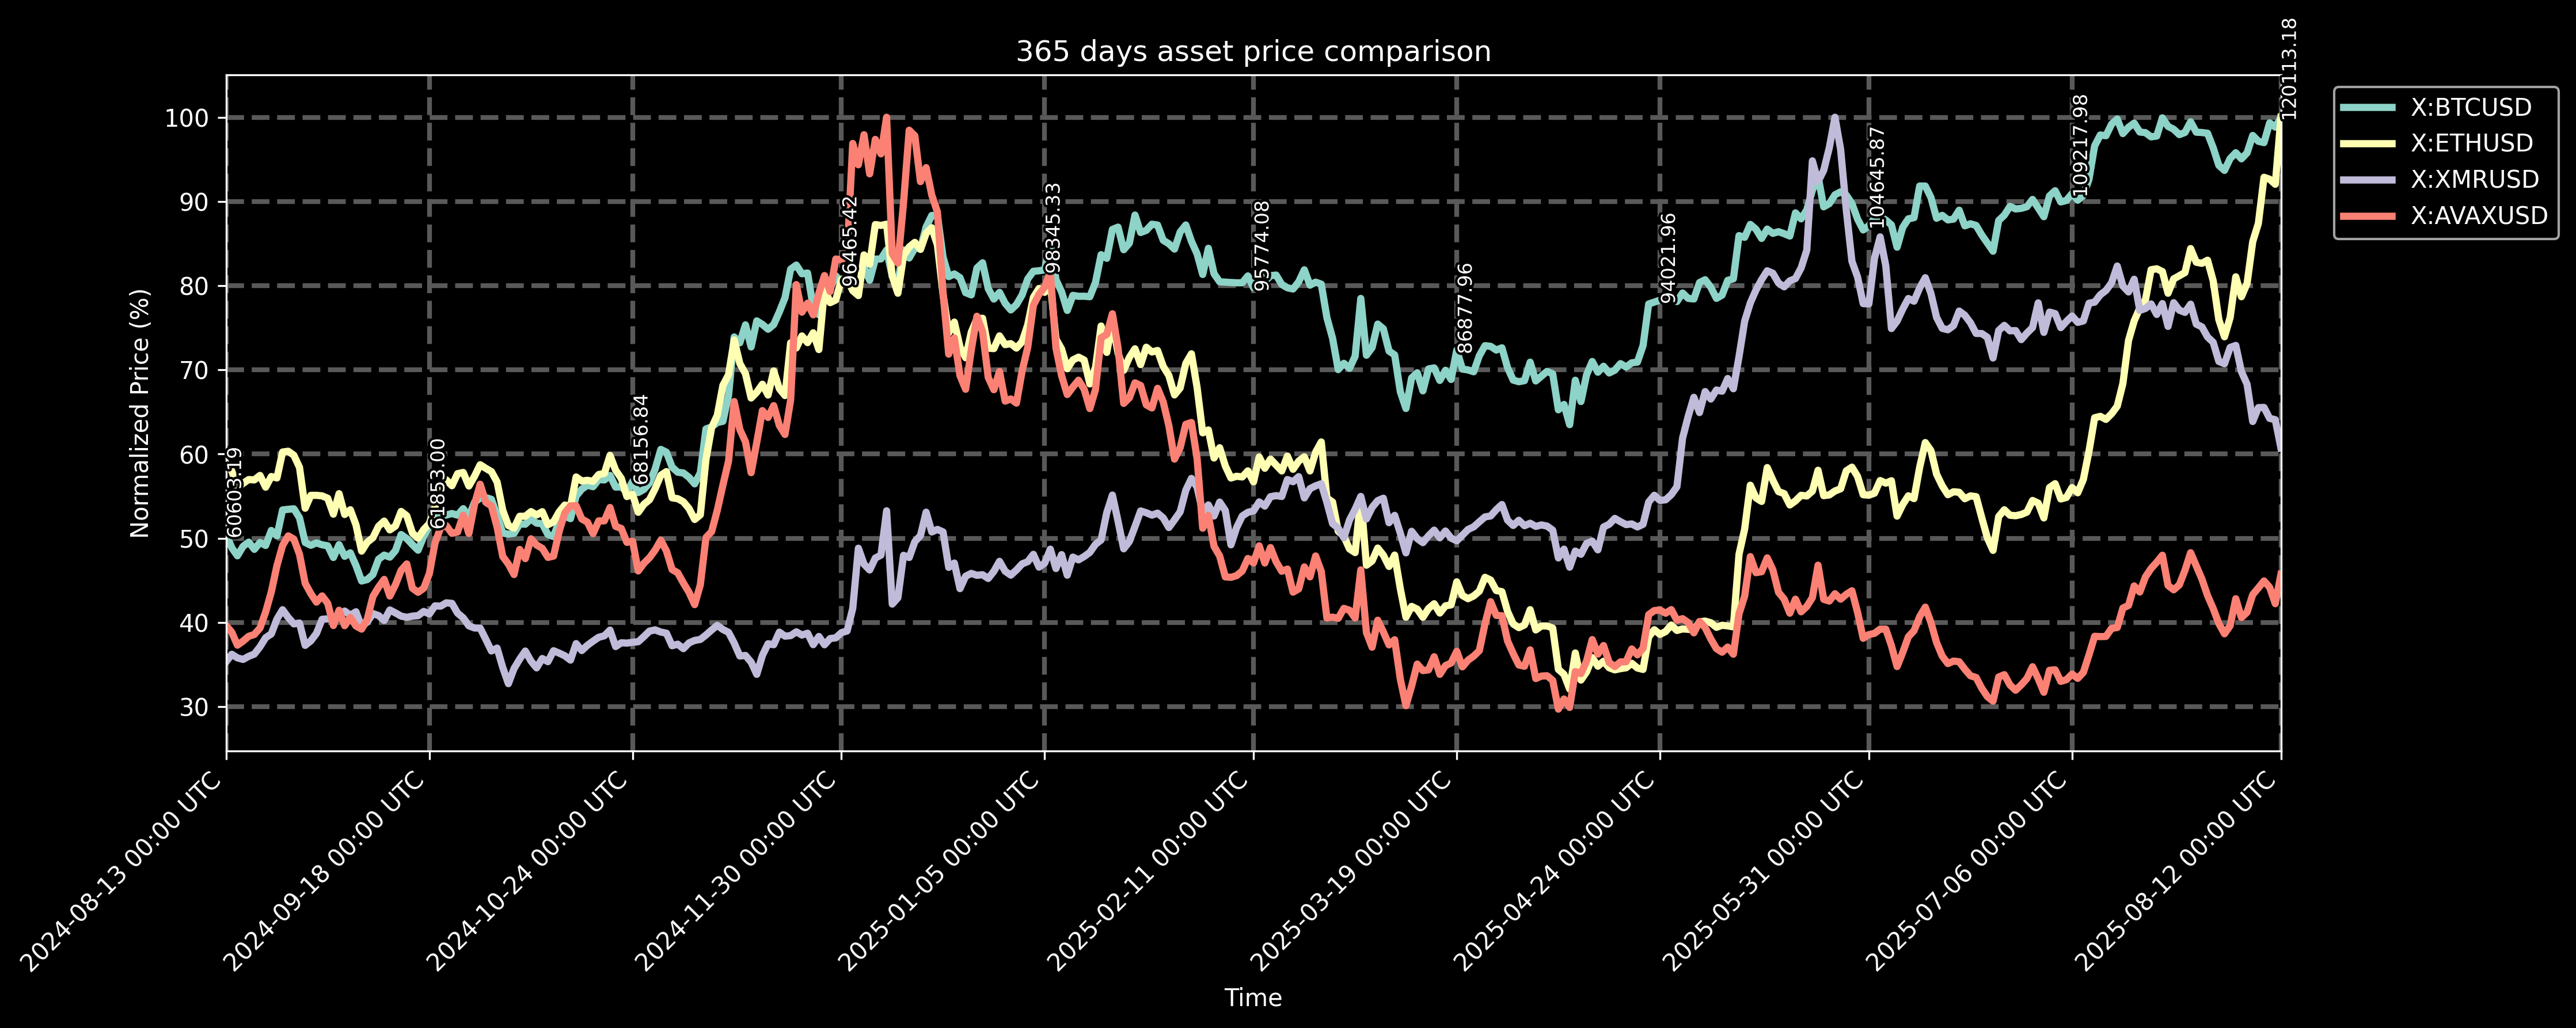 365 days asset price comparison
Normalized Price (%)
100
90
80
70
60
50
40
30
60603.19
61853.00
68156.84
96465.42
98345.33
95774.08
86877.96
94021.96
104645.87
109217.98
120113.18
X:BTCUSD
X:ETHUSD
X:XMRUSD
X:AVAXUSD
2024-08-13 00:00 UTC
2024-09-18 00:00 UTC
2024-10-24 00:00 UTC
2024-11-30 00:00 UTC
2025-01-05 00:00 UTC
2025-02-11 00:00 UTC
2025-03-19 00:00 UTC
2025-04-24 00:00 UTC
2025-05-31 00:00 UTC
2025-07-06 00:00 UTC
2025-08-12 00:00 UTC
Time